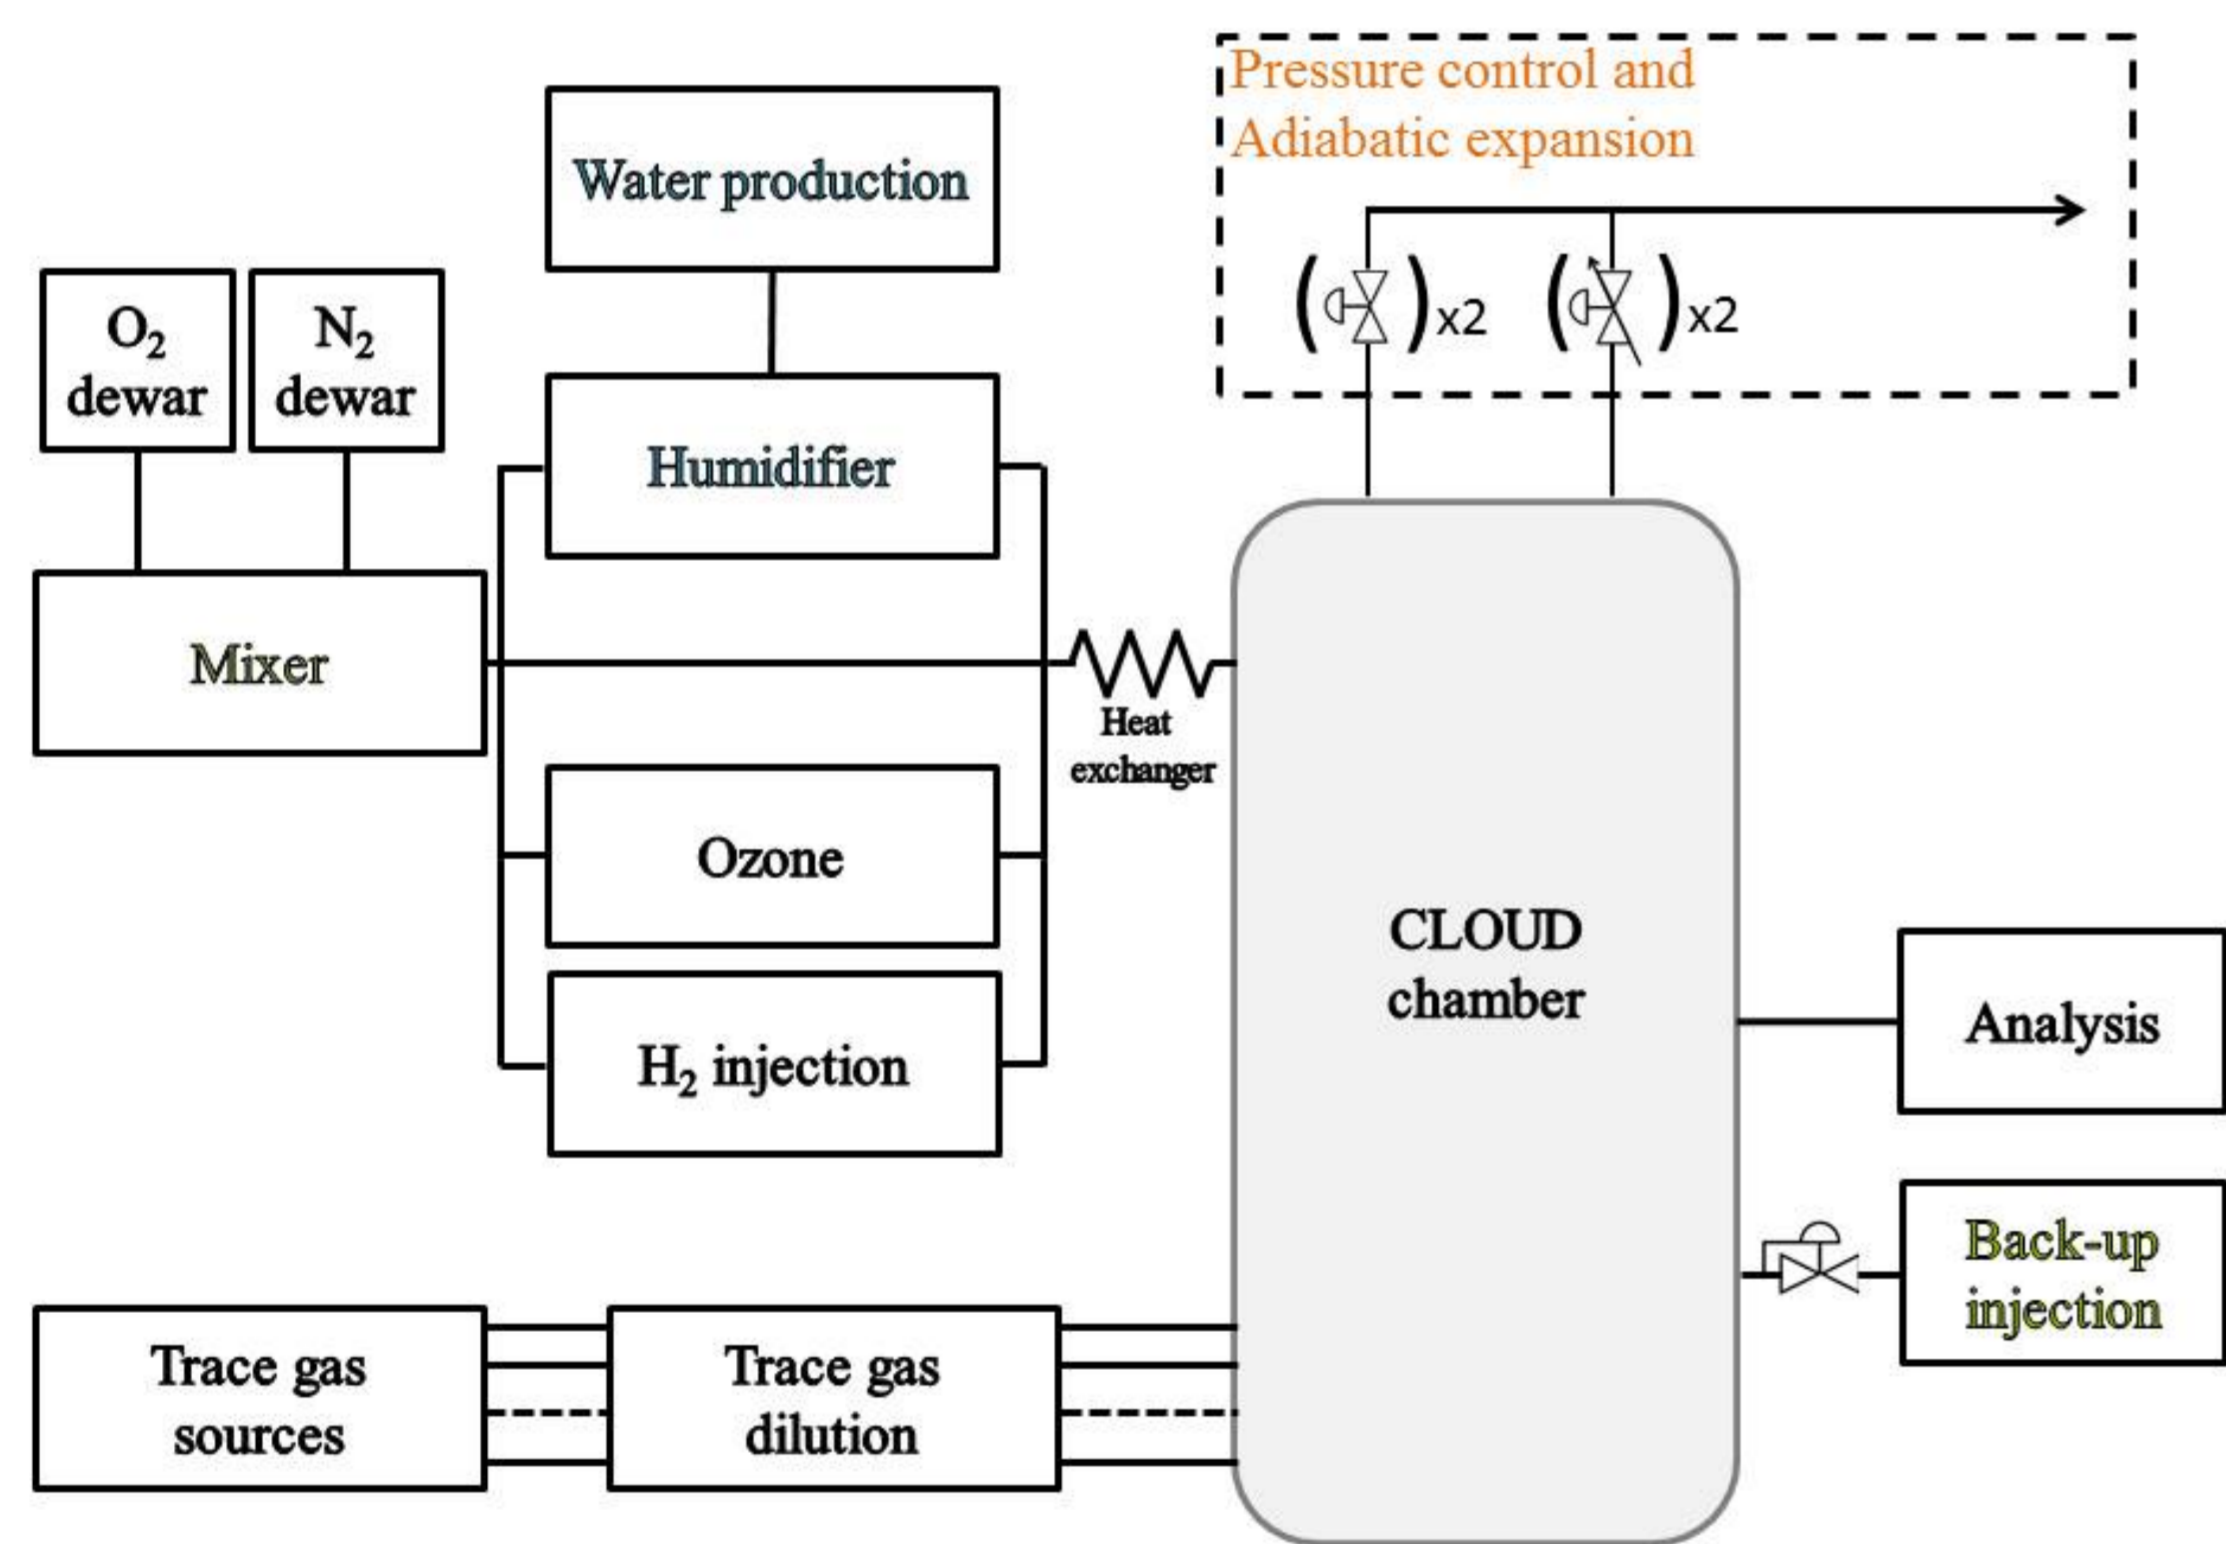 Pressure control and
Adiabatic expansion
Water production
O₂
dewar
N₂
dewar
( )x2
( )x2
Humidifier
Mixer
Heat
exchanger
Ozone
CLOUD
chamber
H₂ injection
Analysis
Back-up
injection
Trace gas
sources
Trace gas
dilution